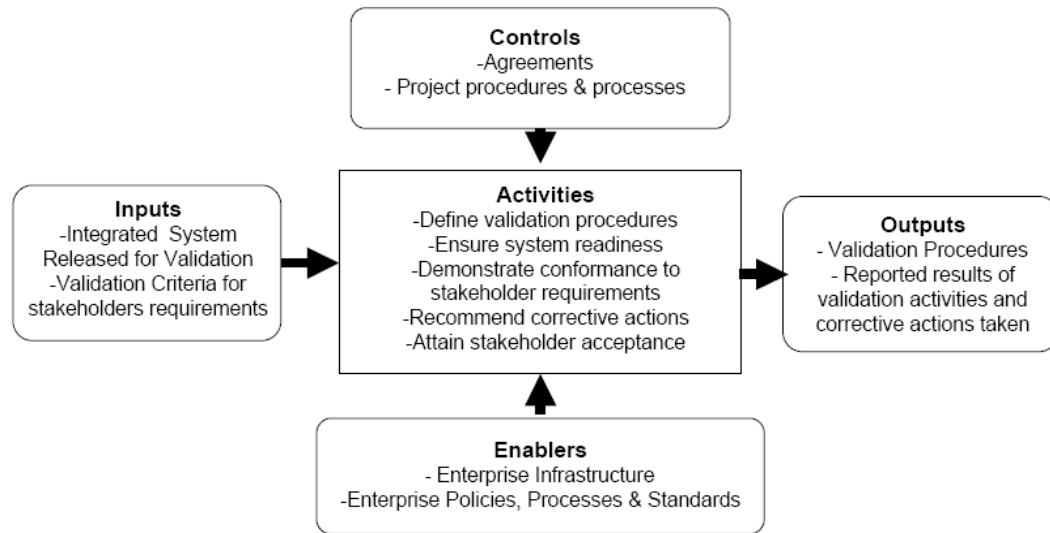 Controls
-Agreements
- Project procedures & processes
Inputs
-Integrated System
Released for Validation
-Validation Criteria for
stakeholders requirements
Activities
-Define validation procedures
-Ensure system readiness
-Demonstrate conformance to
stakeholder requirements
-Recommend corrective actions
-Attain stakeholder acceptance
Outputs
- Validation Procedures
- Reported results of
validation activities and
corrective actions taken
Enablers
- Enterprise Infrastructure
-Enterprise Policies, Processes & Standards